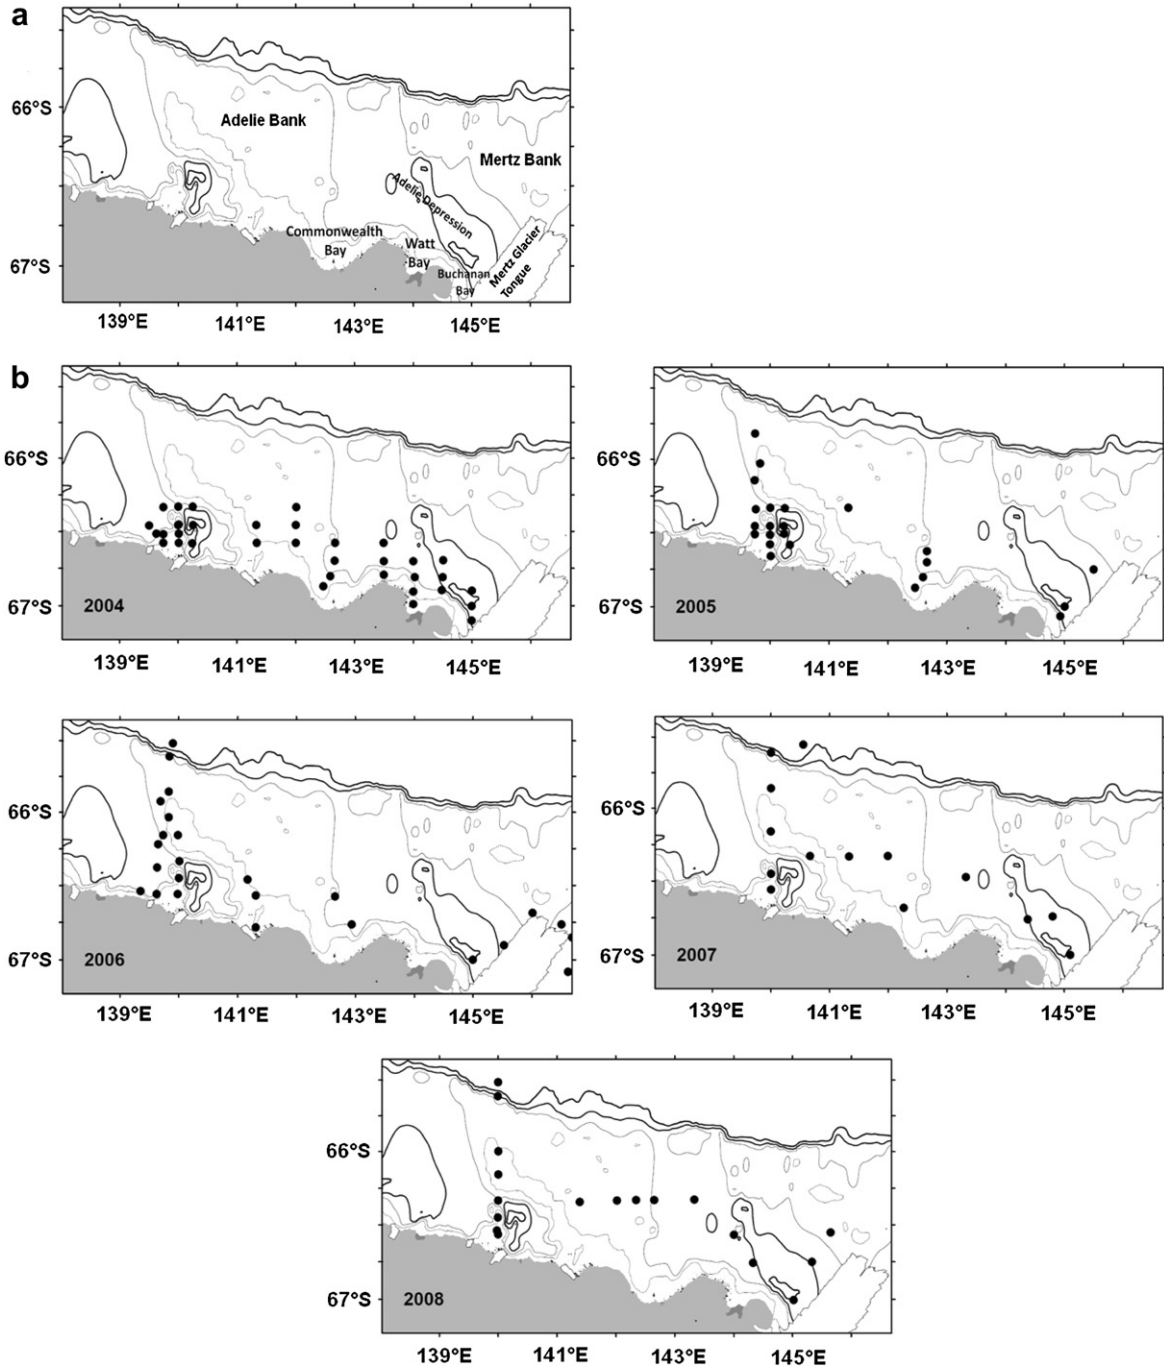 a
66°S
67°S
Adelie Bank
Mertz Bank
Adelie Depression
Commonwealth
Bay
Watt
Bay
Buchanan
Bay
Mertz Glacier
Tongue
139°E 141°E 143°E 145°E
b
66°S
67°S
2004
139°E 141°E 143°E 145°E
66°S
67°S
2005
139°E 141°E 143°E 145°E
66°S
67°S
2006
139°E 141°E 143°E 145°E
66°S
67°S
2007
139°E 141°E 143°E 145°E
66°S
67°S
2008
139°E 141°E 143°E 145°E